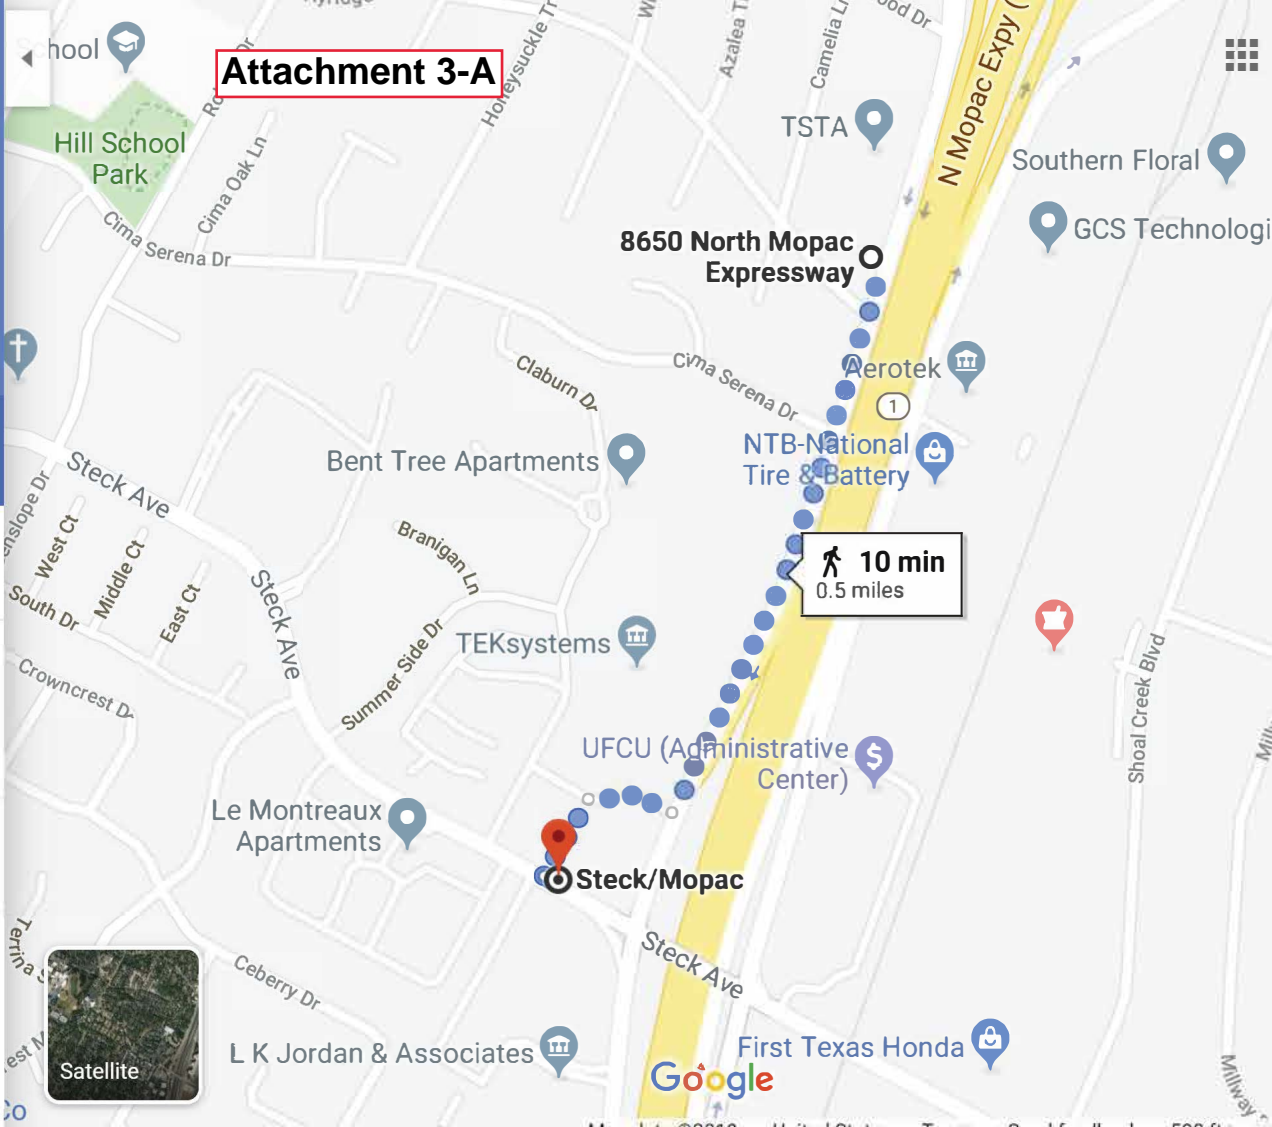 Attachment 3-A
Honeysuckle Tr
Azalea T
Camelia L
od Dr
N Mopac Expy (
hool
Hill School
Park
Cima Oak Ln
Cima Serena Dr
TSTA
Southern Floral
GCS Technologi
8650 North Mopac
Expressway
Claburn Dr
Cima Serena Dr
Aerotek
1
NTB-National
Tire & Battery
Bent Tree Apartments
Steck Ave
enslope Dr
West Ct
Middle Ct
East Ct
South Dr
Steck Ave
Branigan Ln
10 min
0.5 miles
TEKsystems
Summer Side Dr
Crowncrest Dr
Shoal Creek Blvd
UFCU (Administrative
Center)
Le Montreaux
Apartments
Steck/Mopac
Steck Ave
Terrina S
Ceberry Dr
L K Jordan & Associates
First Texas Honda
Satellite
Google
Millway
Co